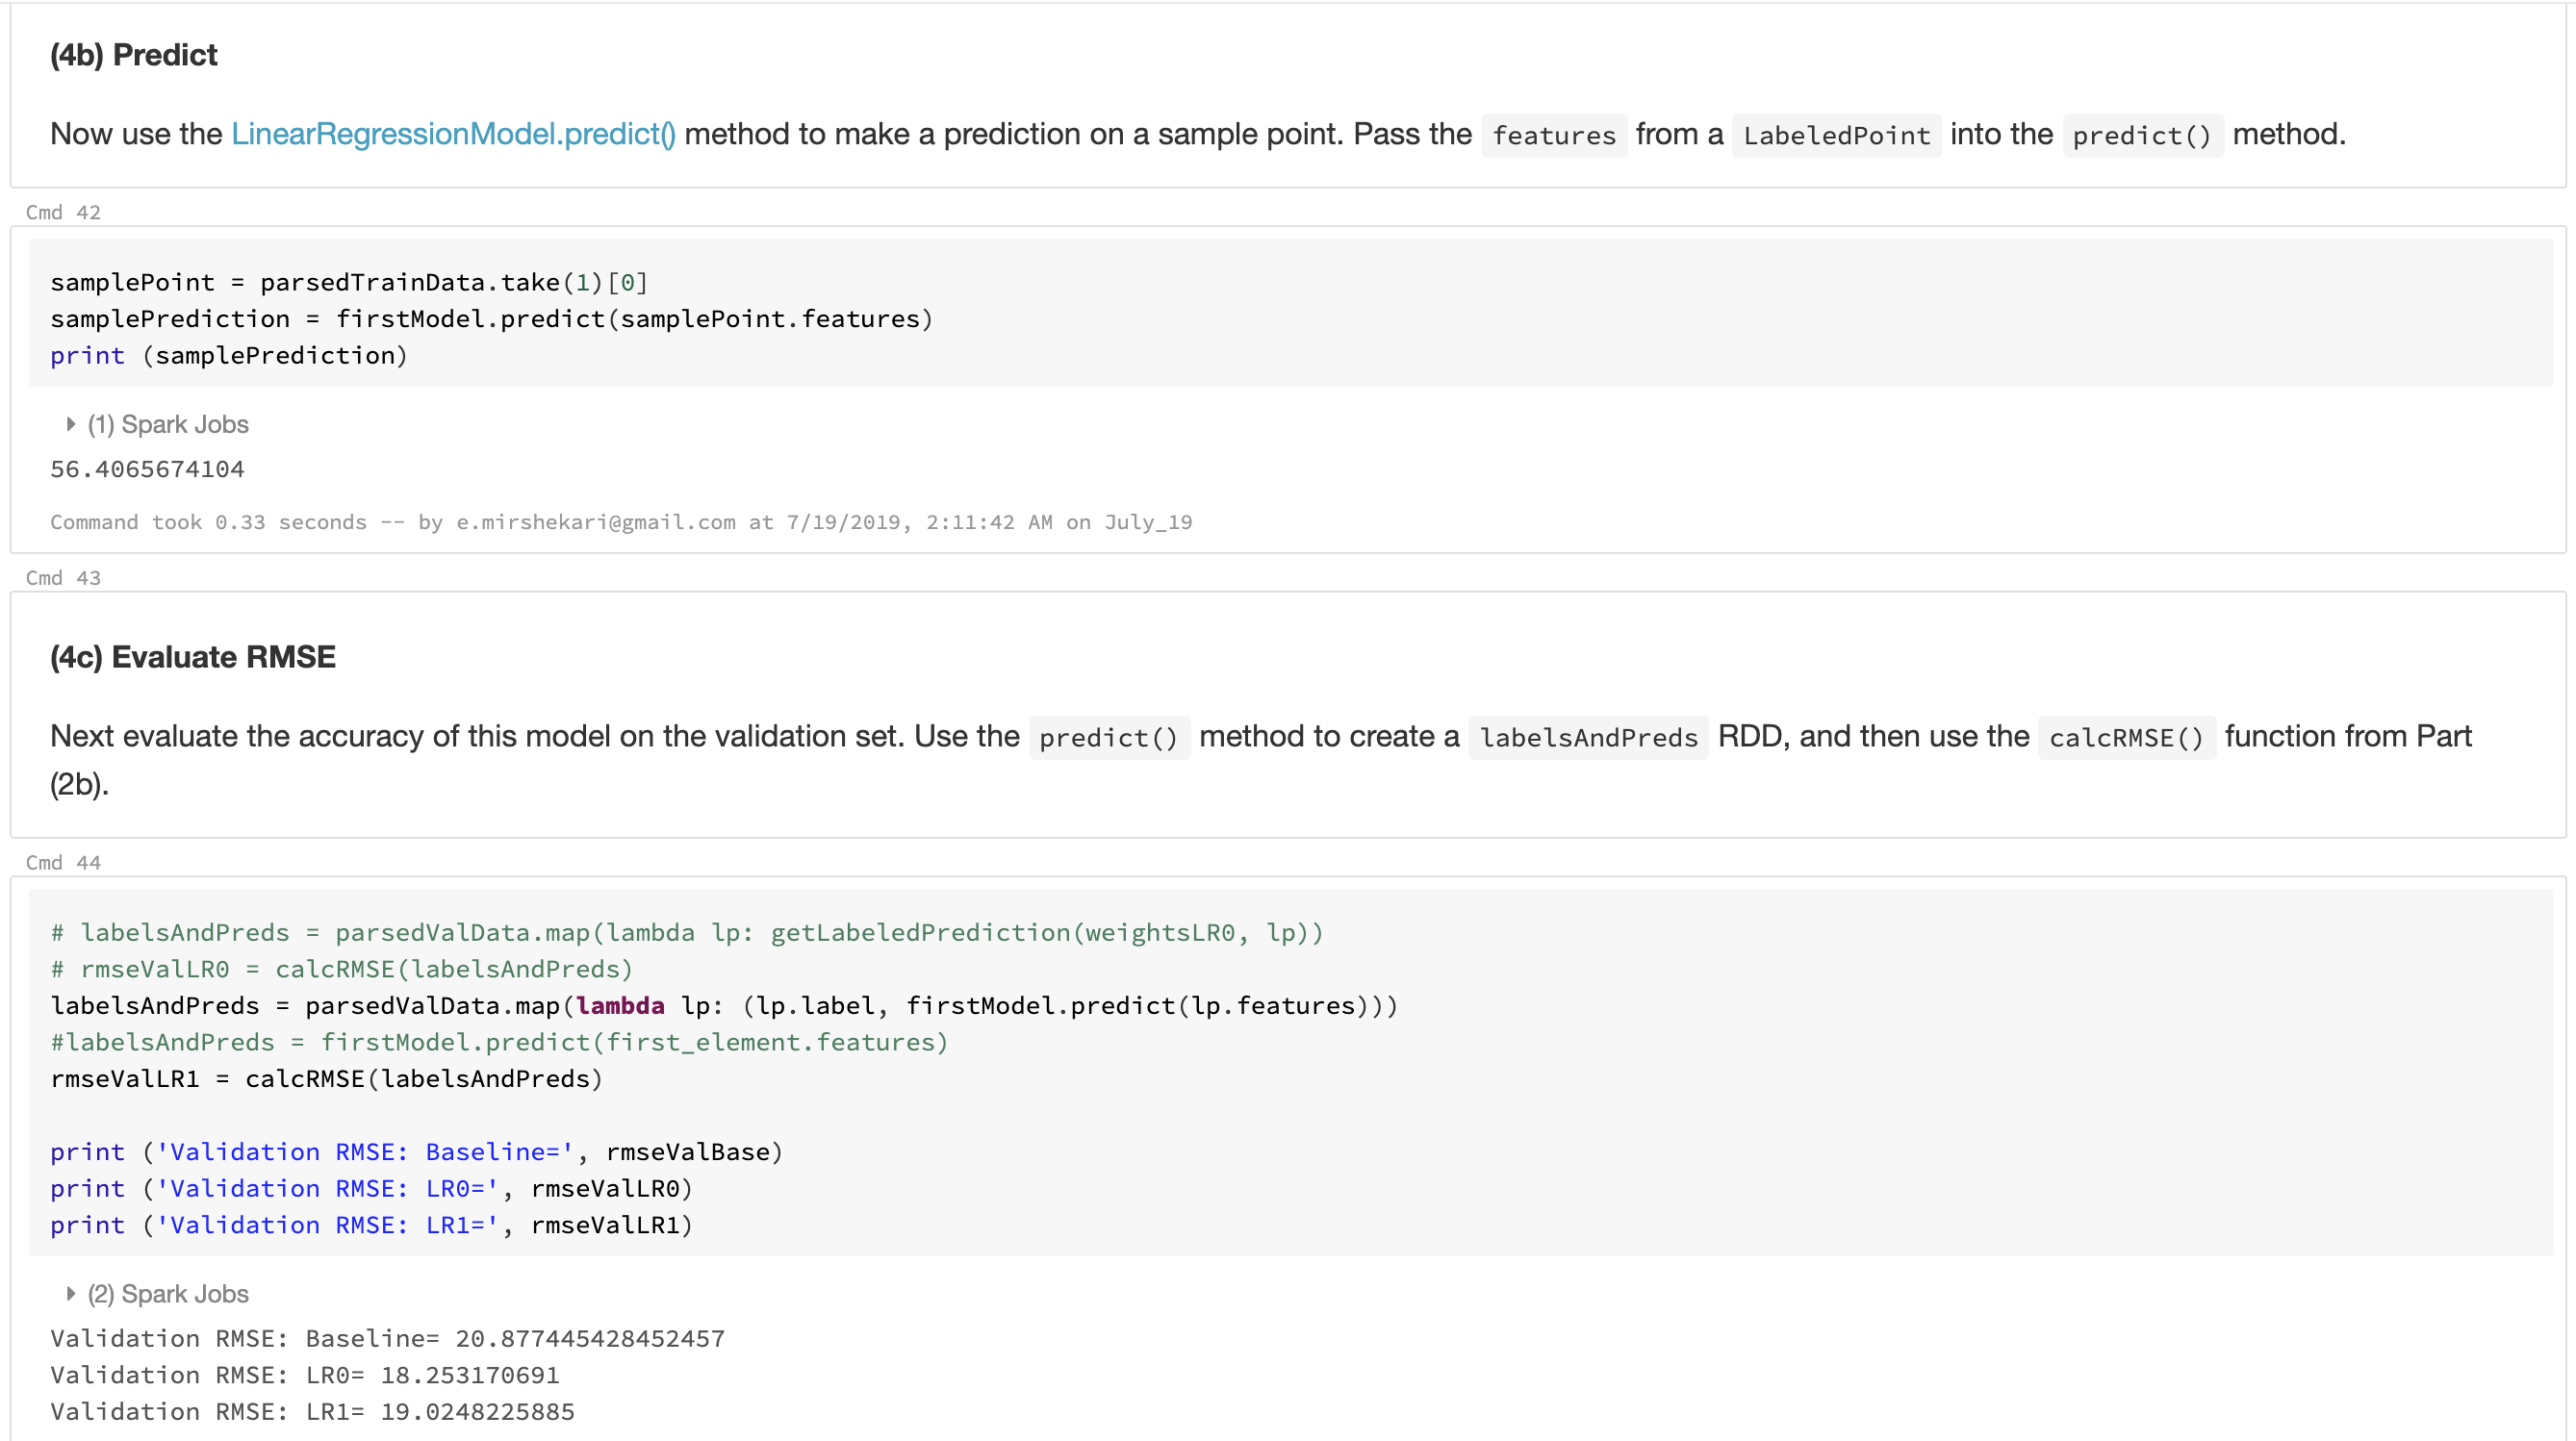 (4b) Predict
Now use the LinearRegressionModel.predict() method to make a prediction on a sample point. Pass the features from a LabeledPoint into the predict() method.
Cmd 42
samplePoint = parsedTrainData.take(1)[0]
samplePrediction = firstModel.predict(samplePoint.features)
print (samplePrediction)
(1) Spark Jobs
56.4065674104
Command took 0.33 seconds -- by e.mirshekari@gmail.com at 7/19/2019, 2:11:42 AM on July_19
Cmd 43
(4c) Evaluate RMSE
Next evaluate the accuracy of this model on the validation set. Use the predict() method to create a labelsAndPreds RDD, and then use the calcRMSE() function from Part
(2b).
Cmd 44
# labelsAndPreds = parsedValData.map(lambda lp: getLabeledPrediction(weightsLR0, lp))
# rmseValLR0 = calcRMSE(labelsAndPreds)
labelsAndPreds = parsedValData.map(lambda lp: (lp.label, firstModel.predict(lp.features)))
#labelsAndPreds = firstModel.predict(first_element.features)
rmseValLR1 = calcRMSE(labelsAndPreds)
print ('Validation RMSE: Baseline=', rmseValBase)
print ('Validation RMSE: LR0=', rmseValLR0)
print ('Validation RMSE: LR1=', rmseValLR1)
(2) Spark Jobs
Validation RMSE: Baseline= 20.877445428452457
Validation RMSE: LR0= 18.253170691
Validation RMSE: LR1= 19.0248225885